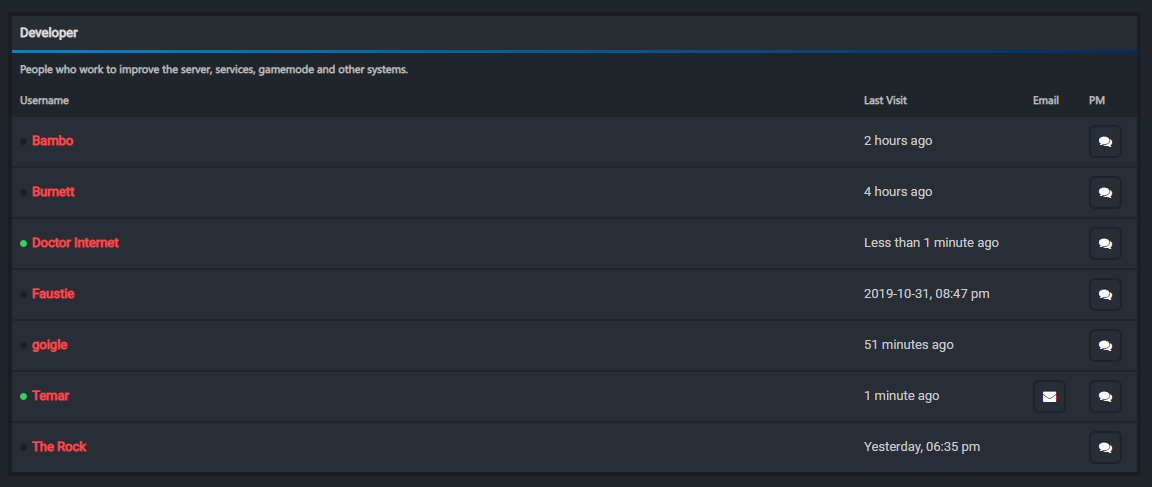 Developer
People who work to improve the server, services, gamemode and other systems.
Username Last Visit Email PM
Bambo 2 hours ago
Burnett 4 hours ago
Doctor Internet Less than 1 minute ago
Faustie 2019-10-31, 08:47 pm
goigle 51 minutes ago
Temar 1 minute ago
The Rock Yesterday, 06:35 pm